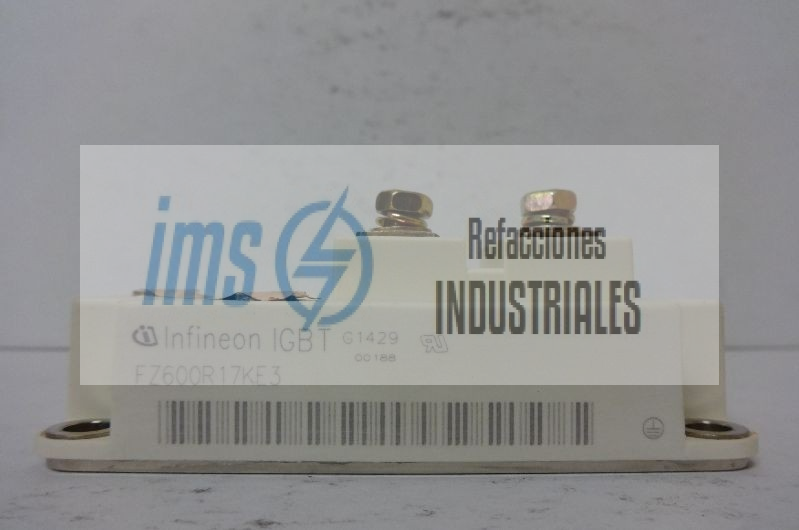 ims
Refacciones
INDUSTRIALES
Infineon IGBT G1429
00188
FZ600R17KE3